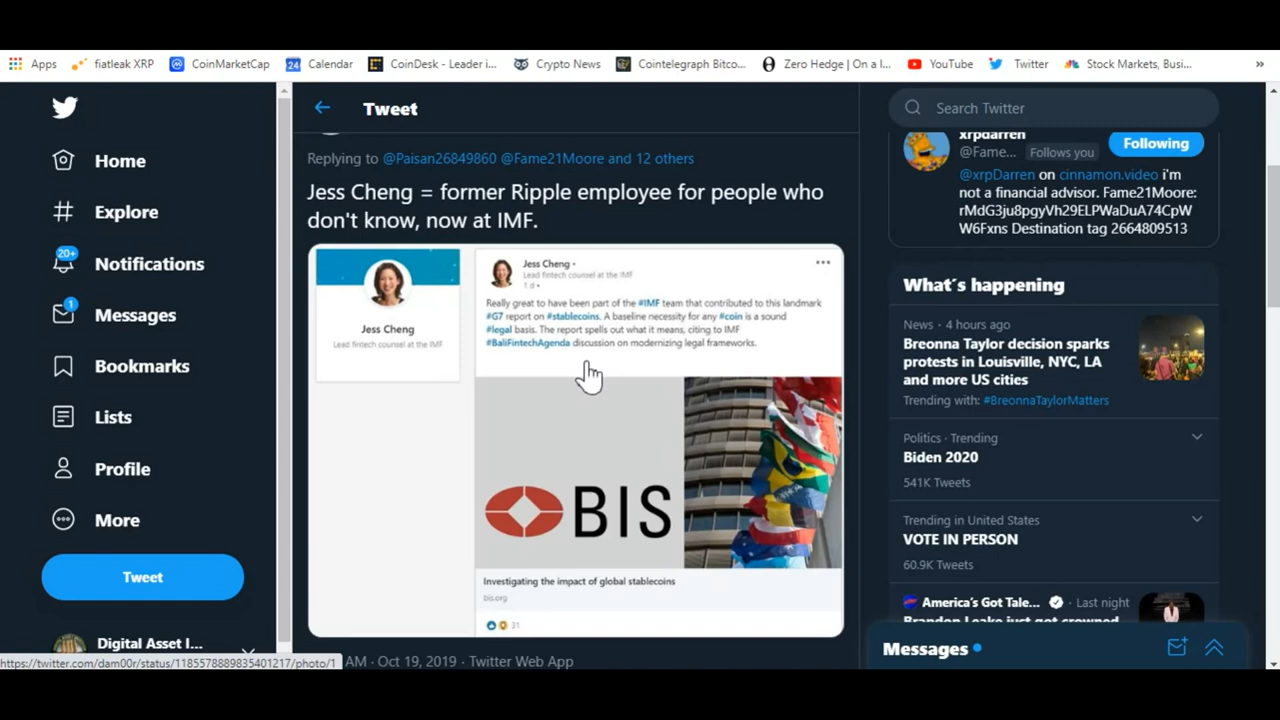 Apps
fiatleak XRP
CoinMarketCap
24
Calendar
CoinDesk - Leader i...
Crypto News
Cointelegraph Bitco...
Zero Hedge | On a l...
YouTube
Twitter
Stock Markets, Busi...
»
Home
Explore
20+
Notifications
1
Messages
Bookmarks
Lists
Profile
More
Tweet
Digital Asset I...
https://twitter.com/dam00r/status/1185578889835401217/photo/1
Tweet
Replying to @Paisan26849860 @Fame21Moore and 12 others
Jess Cheng = former Ripple employee for people who
don't know, now at IMF.
Jess Cheng
Lead fintech counsel at the IMF
Jess Cheng •
Lead fintech counsel at the IMF
1 d •
Really great to have been part of the #IMF team that contributed to this landmark
#G7 report on #stablecoins. A baseline necessity for any #coin is a sound
#legal basis. The report spells out what it means, citing to IMF
#BaliFintechAgenda discussion on modernizing legal frameworks.
BIS
Investigating the impact of global stablecoins
bis.org
31
AM • Oct 19, 2019 • Twitter Web App
Search Twitter
xrpdarren
@Fame... Follows you
Following
@xrpDarren on cinnamon.video i'm
not a financial advisor. Fame21Moore:
rMdG3ju8pgyVh29ELPWaDuA74CpW
W6Fxns Destination tag 2664809513
What's happening
News • 4 hours ago
Breonna Taylor decision sparks
protests in Louisville, NYC, LA
and more US cities
Trending with: #BreonnaTaylorMatters
Politics • Trending
Biden 2020
541K Tweets
Trending in United States
VOTE IN PERSON
60.9K Tweets
America's Got Tale... • Last night
Brandon Leake just got crowned
Messages